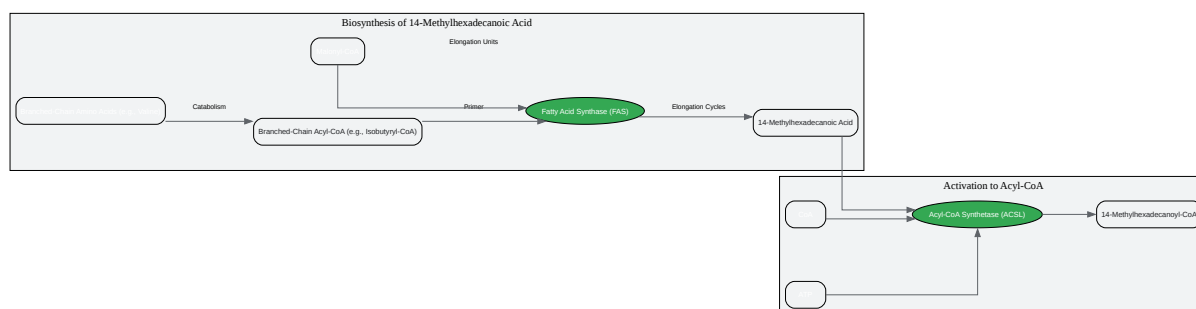 Biosynthesis of 14-Methylhexadecanoic Acid
Elongation Units
Catabolism
Primer
Fatty Acid Synthase (FAS)
Elongation Cycles
14-Methylhexadecanoic Acid
Branched-Chain Acyl-CoA (e.g., Isobutyryl-CoA)
Activation to Acyl-CoA
Acyl-CoA Synthetase (ACSL)
14-Methylhexadecanoyl-CoA